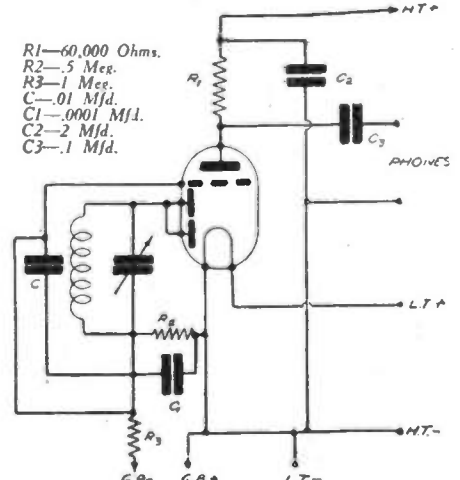 R1—60,000 Ohms.
R2—.5 Meg.
R3—1 Meg.
C—.01 Mfd.
C1—.0001 Mfd.
C2—2 Mfd.
C3—.1 Mfd.
H.T+
R1
C2
C3
PHONES
C
L.T+
R2
C1
R3
H.T.-
G.B- G.B+ L.T-